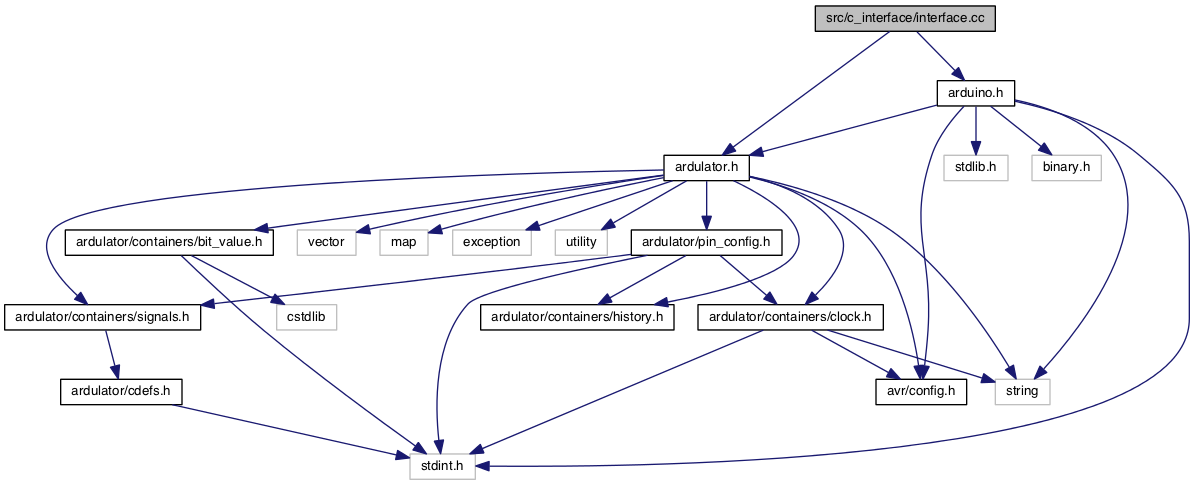 src/c_interface/interface.cc
arduino.h
ardulator.h
stdlib.h
binary.h
ardulator/containers/bit_value.h
vector
map
exception
utility
ardulator/pin_config.h
ardulator/containers/signals.h
cstdlib
ardulator/containers/history.h
ardulator/containers/clock.h
ardulator/cdefs.h
avr/config.h
string
stdint.h